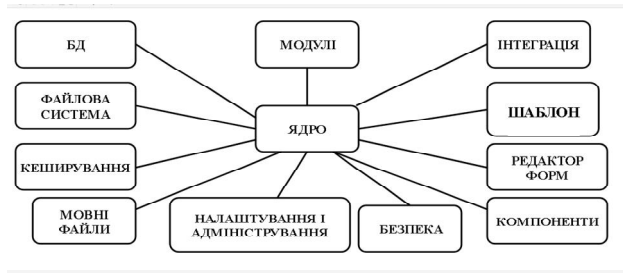 БД
МОДУЛІ
ІНТЕГРАЦІЯ
ФАЙЛОВА
СИСТЕМА
ЯДРО
ШАБЛОН
КЕШИРУВАННЯ
РЕДАКТОР
ФОРМ
МОВНІ
ФАЙЛИ
НАЛАШТУВАННЯ І
АДМІНІСТРУВАННЯ
БЕЗПЕКА
КОМПОНЕНТИ